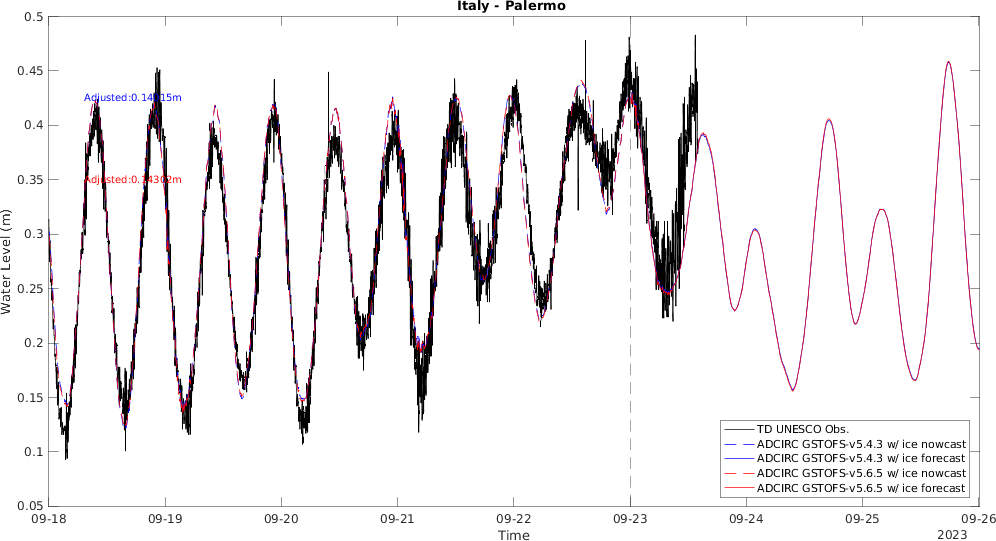 Italy - Palermo
0.5
0.45
0.4
0.35
0.3
0.25
0.2
0.15
0.1
0.05
Water Level (m)
Adjusted:0.14302m
TD UNESCO Obs.
ADCIRC GSTOFS-v5.4.3 w/ ice nowcast
ADCIRC GSTOFS-v5.4.3 w/ ice forecast
ADCIRC GSTOFS-v5.6.5 w/ ice nowcast
ADCIRC GSTOFS-v5.6.5 w/ ice forecast
09-18 09-19 09-20 09-21 09-22 09-23 09-24 09-25 09-26
Time
2023